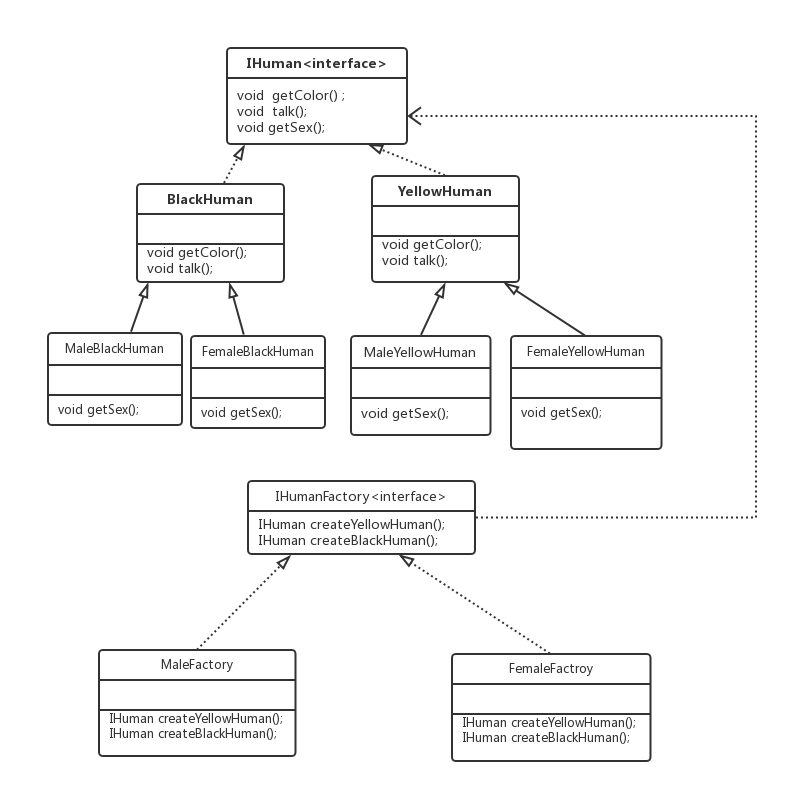 IHuman<interface>
void  getColor() ;
void  talk();
void getSex();
BlackHuman
void getColor();
void talk();
YellowHuman
void getColor();
void talk();
MaleBlackHuman
void getSex();
FemaleBlackHuman
void getSex();
MaleYellowHuman
void getSex();
FemaleYellowHuman
void getSex();
IHumanFactory<interface>
IHuman createYellowHuman();
IHuman createBlackHuman();
MaleFactory
IHuman createYellowHuman();
IHuman createBlackHuman();
FemaleFactroy
IHuman createYellowHuman();
IHuman createBlackHuman();